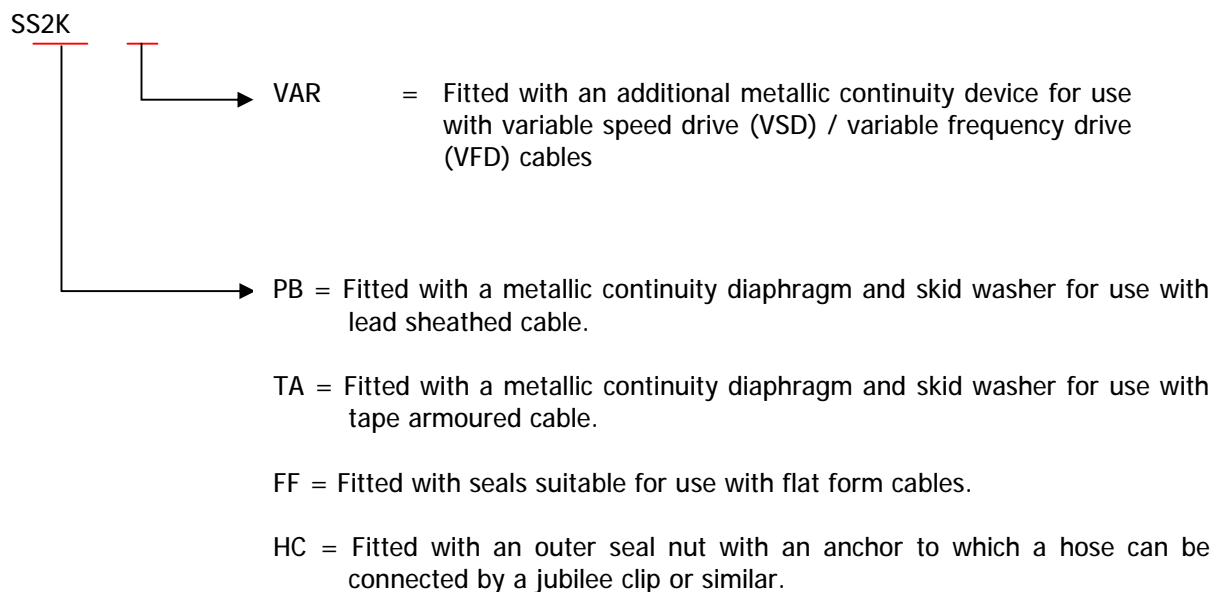 SS2K
VAR = Fitted with an additional metallic continuity device for use
with variable speed drive (VSD) / variable frequency drive
(VFD) cables
PB = Fitted with a metallic continuity diaphragm and skid washer for use with
lead sheathed cable.
TA = Fitted with a metallic continuity diaphragm and skid washer for use with
tape armoured cable.
FF = Fitted with seals suitable for use with flat form cables.
HC = Fitted with an outer seal nut with an anchor to which a hose can be
connected by a jubilee clip or similar.